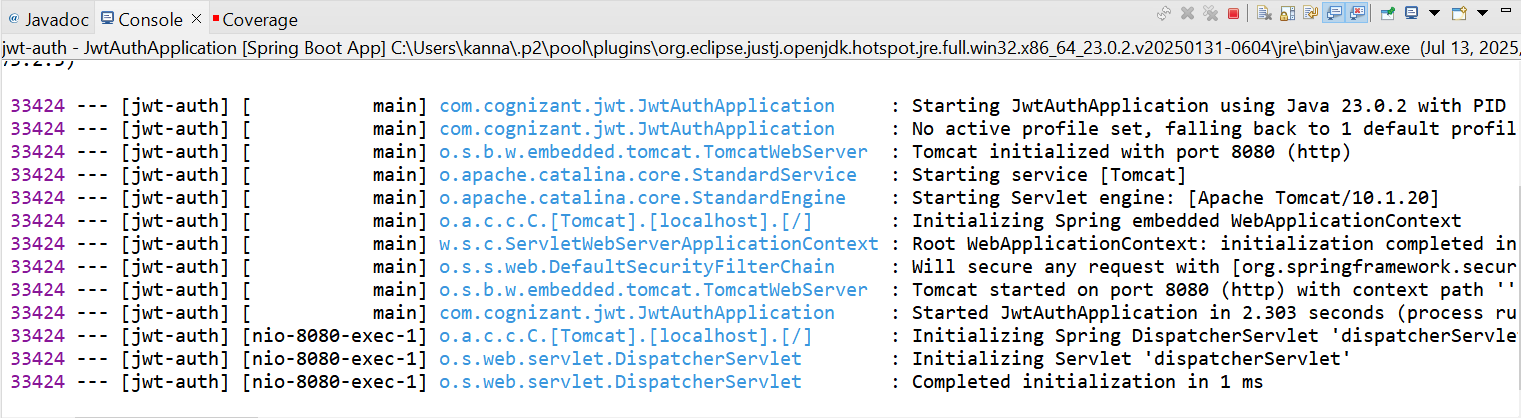 @ Javadoc Console × Coverage
jwt-auth - JwtAuthApplication [Spring Boot App] C:\Users\kanna\.p2\pool\plugins\org.eclipse.justj.openjdk.hotspot.jre.full.win32.x86_64_23.0.2.v20250131-0604\jre\bin\javaw.exe (Jul 13, 2025,
33424 --- [jwt-auth] [           main] com.cognizant.jwt.JwtAuthApplication     : Starting JwtAuthApplication using Java 23.0.2 with PID
33424 --- [jwt-auth] [           main] com.cognizant.jwt.JwtAuthApplication     : No active profile set, falling back to 1 default profil
33424 --- [jwt-auth] [           main] o.s.b.w.embedded.tomcat.TomcatWebServer  : Tomcat initialized with port 8080 (http)
33424 --- [jwt-auth] [           main] o.apache.catalina.core.StandardService   : Starting service [Tomcat]
33424 --- [jwt-auth] [           main] o.apache.catalina.core.StandardEngine    : Starting Servlet engine: [Apache Tomcat/10.1.20]
33424 --- [jwt-auth] [           main] o.a.c.c.C.[Tomcat].[localhost].[/]       : Initializing Spring embedded WebApplicationContext
33424 --- [jwt-auth] [           main] w.s.c.ServletWebServerApplicationContext : Root WebApplicationContext: initialization completed in
33424 --- [jwt-auth] [           main] o.s.s.web.DefaultSecurityFilterChain     : Will secure any request with [org.springframework.secur
33424 --- [jwt-auth] [           main] o.s.b.w.embedded.tomcat.TomcatWebServer  : Tomcat started on port 8080 (http) with context path ''
33424 --- [jwt-auth] [           main] com.cognizant.jwt.JwtAuthApplication     : Started JwtAuthApplication in 2.303 seconds (process ru
33424 --- [jwt-auth] [nio-8080-exec-1] o.a.c.c.C.[Tomcat].[localhost].[/]       : Initializing Spring DispatcherServlet 'dispatcherServle
33424 --- [jwt-auth] [nio-8080-exec-1] o.s.web.servlet.DispatcherServlet        : Initializing Servlet 'dispatcherServlet'
33424 --- [jwt-auth] [nio-8080-exec-1] o.s.web.servlet.DispatcherServlet        : Completed initialization in 1 ms